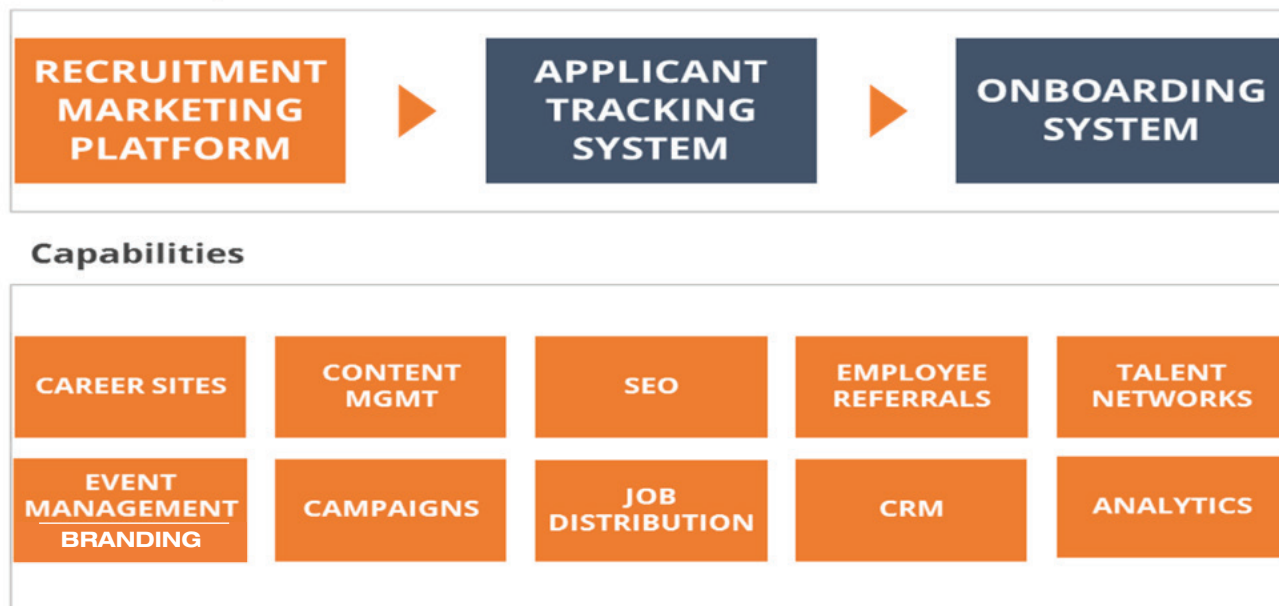 RECRUITMENT
MARKETING
PLATFORM
APPLICANT
TRACKING
SYSTEM
ONBOARDING
SYSTEM
Capabilities
CAREER SITES
CONTENT
MGMT
SEO
EMPLOYEE
REFERRALS
TALENT
NETWORKS
EVENT
MANAGEMENT
BRANDING
CAMPAIGNS
JOB
DISTRIBUTION
CRM
ANALYTICS